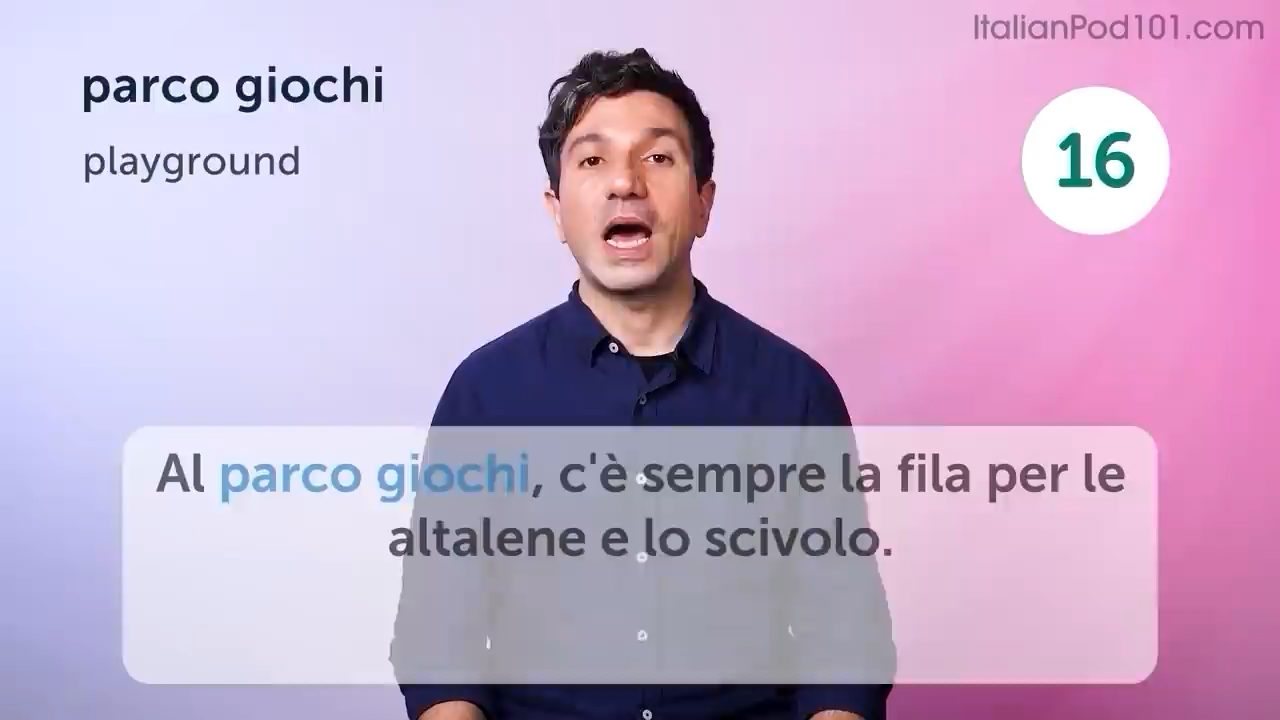 ItalianPod101.com
parco giochi
playground
16
Al parco giochi, c'è sempre la fila per le
altalene e lo scivolo.